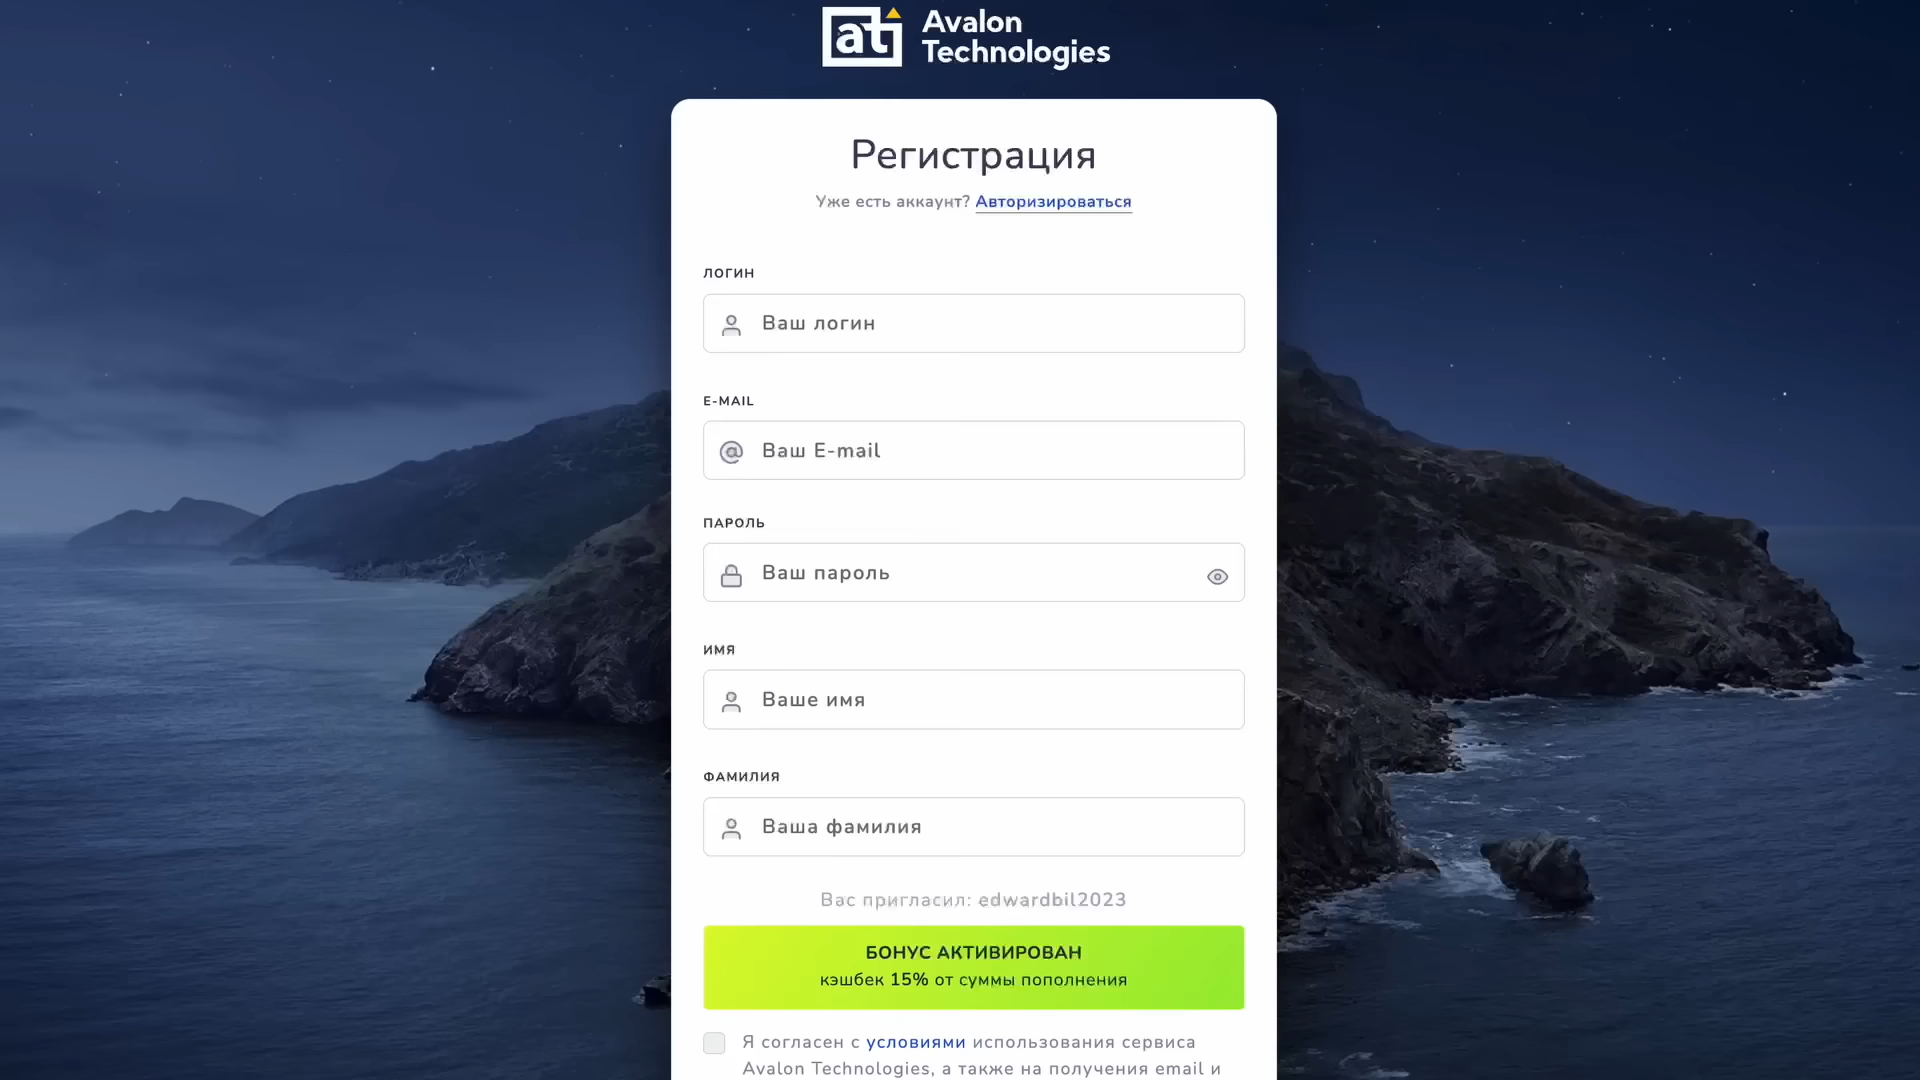 at
Avalon
Technologies
Регистрация
Уже есть аккаунт? Авторизироваться
ЛОГИН
Ваш логин
E-MAIL
Ваш E-mail
ПАРОЛЬ
Ваш пароль
ИМЯ
Ваше имя
ФАМИЛИЯ
Ваша фамилия
Вас пригласил: edwardbil2023
БОНУС АКТИВИРОВАН
кэшбек 15% от суммы пополнения
Я согласен с условиями использования сервиса
Avalon Technologies, а также на получения email и